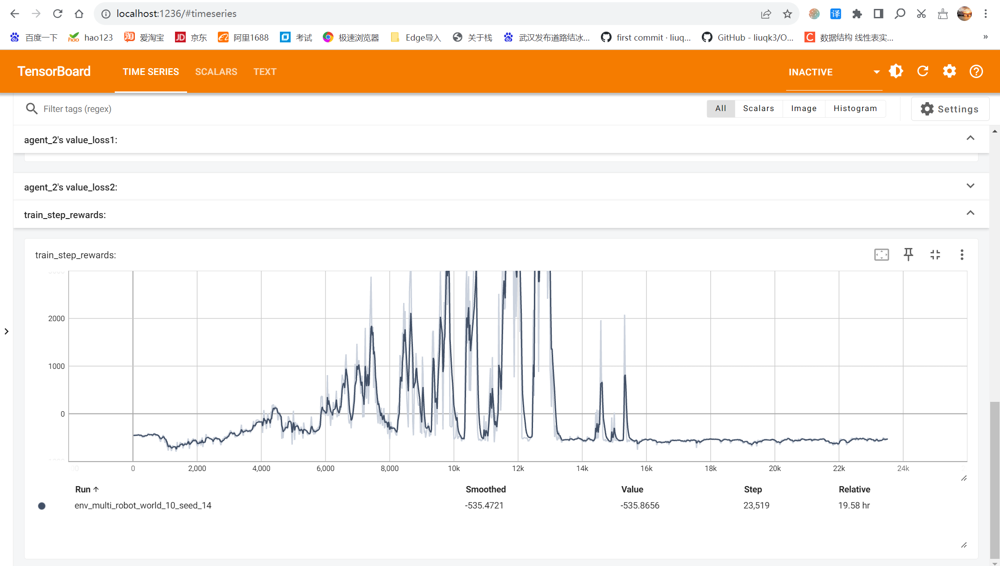 localhost:1236/#timeseries
百度一下 hao123 爱淘宝 京东 阿里1688 考试 极速浏览器 Edge导入 关于栈 武汉发布道路结冰... first commit · liuq... GitHub - liuqk3/O... 数据结构 线性表实... »
TensorBoard TIME SERIES SCALARS TEXT INACTIVE
Filter tags (regex) All Scalars Image Histogram Settings
agent_2's value_loss1:
agent_2's value_loss2:
train_step_rewards:
train_step_rewards:
2000
1000
0
0 2,000 4,000 6,000 8,000 10k 12k 14k 16k 18k 20k 22k 24k
Run Smoothed Value Step Relative
env_multi_robot_world_10_seed_14 -535.4721 -535.8656 23,519 19.58 hr